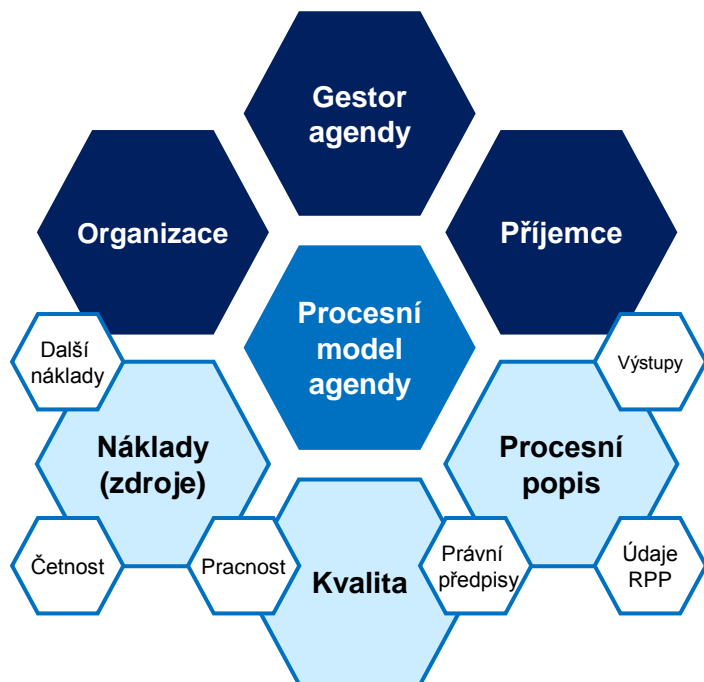 Gestor
agendy
Organizace
Příjemce
Procesní
model
agendy
Další
náklady
Výstupy
Náklady
(zdroje)
Procesní
popis
Četnost
Pracnost
Kvalita
Právní
předpisy
Údaje
RPP